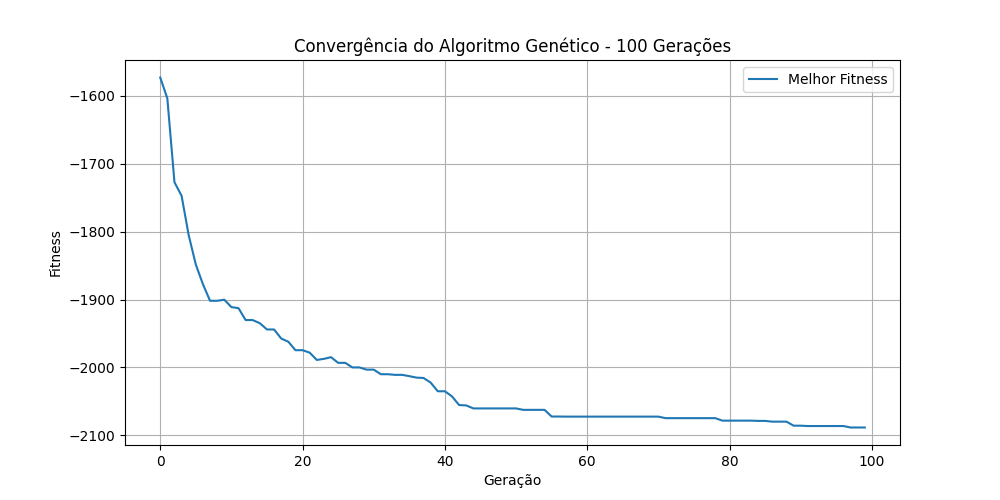 Convergência do Algoritmo Genético - 100 Gerações
Melhor Fitness
Fitness
−1600
−1700
−1800
−1900
−2000
−2100
0 20 40 60 80 100
Geração